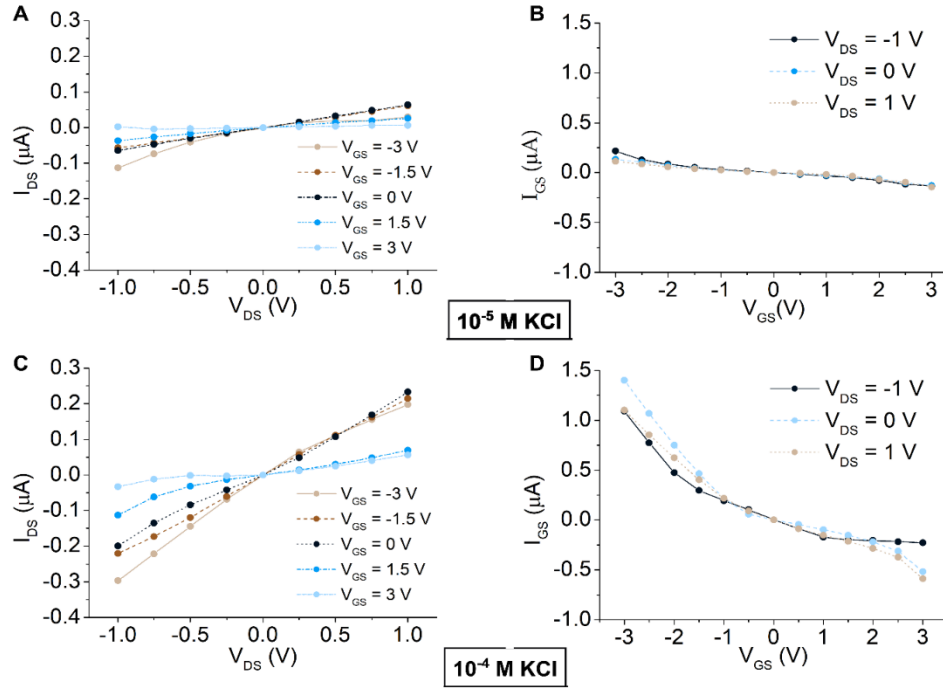 A
0.3
0.2
0.1
0.0
-0.1
-0.2
-0.3
-0.4
I_DS (μA)
V_GS = -3 V
V_GS = -1.5 V
V_GS = 0 V
V_GS = 1.5 V
V_GS = 3 V
-1.0 -0.5 0.0 0.5 1.0
V_DS (V)
B
1.5
1.0
0.5
0.0
-0.5
-1.0
I_GS (μA)
V_DS = -1 V
V_DS = 0 V
V_DS = 1 V
-3 -2 -1 0 1 2 3
V_GS(V)
10⁻⁵ M KCl
C
0.3
0.2
0.1
0.0
-0.1
-0.2
-0.3
-0.4
I_DS (μA)
V_GS = -3 V
V_GS = -1.5 V
V_GS = 0 V
V_GS = 1.5 V
V_GS = 3 V
-1.0 -0.5 0.0 0.5 1.0
V_DS (V)
D
1.5
1.0
0.5
0.0
-0.5
-1.0
I_GS (μA)
V_DS = -1 V
V_DS = 0 V
V_DS = 1 V
-3 -2 -1 0 1 2 3
V_GS (V)
10⁻⁴ M KCl